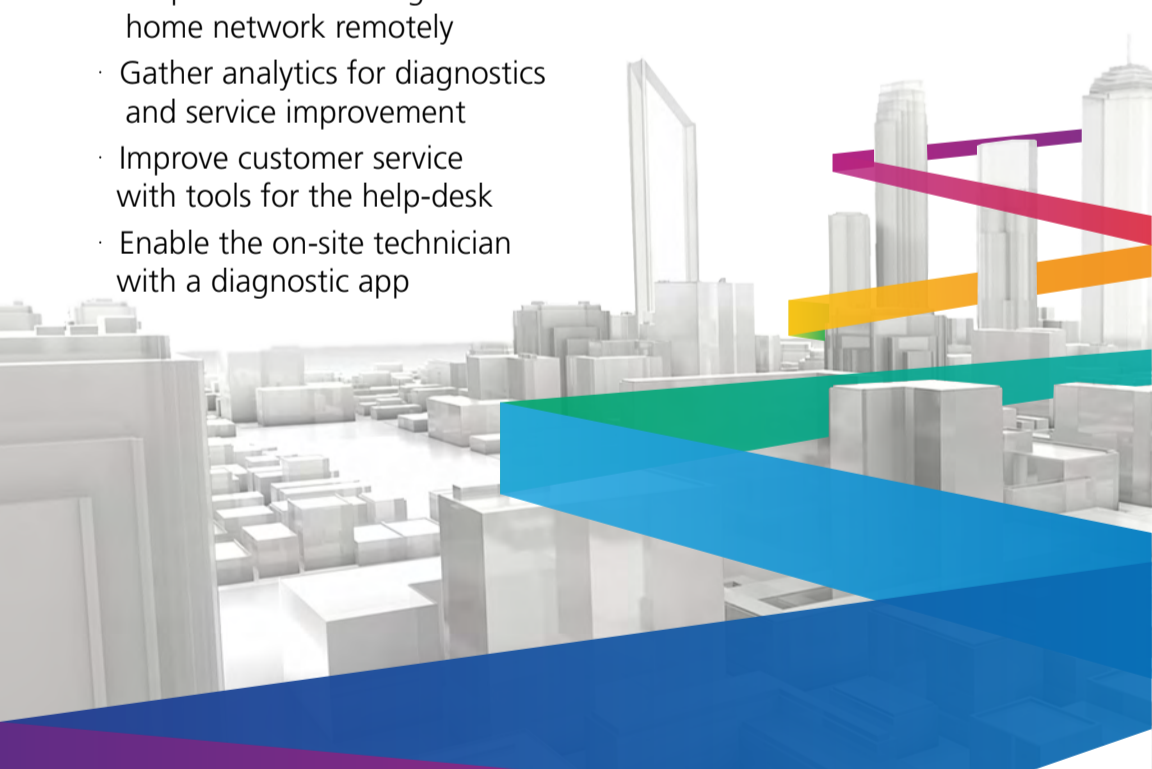 home network remotely
· Gather analytics for diagnostics
and service improvement
· Improve customer service
with tools for the help-desk
· Enable the on-site technician
with a diagnostic app